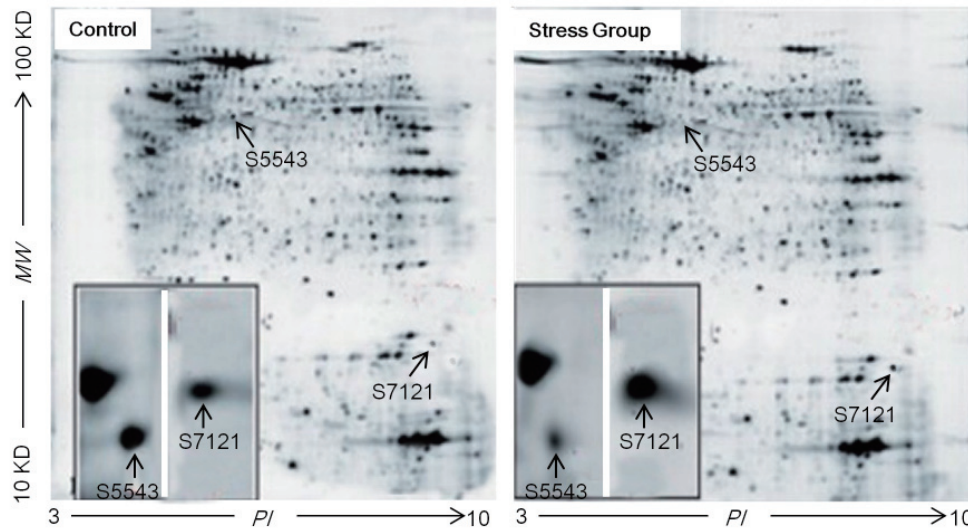 Control
Stress Group
100 KD
MW
10 KD
S5543
S5543
S7121
S7121
S7121
S7121
S5543
S5543
3
PI
10
3
PI
10